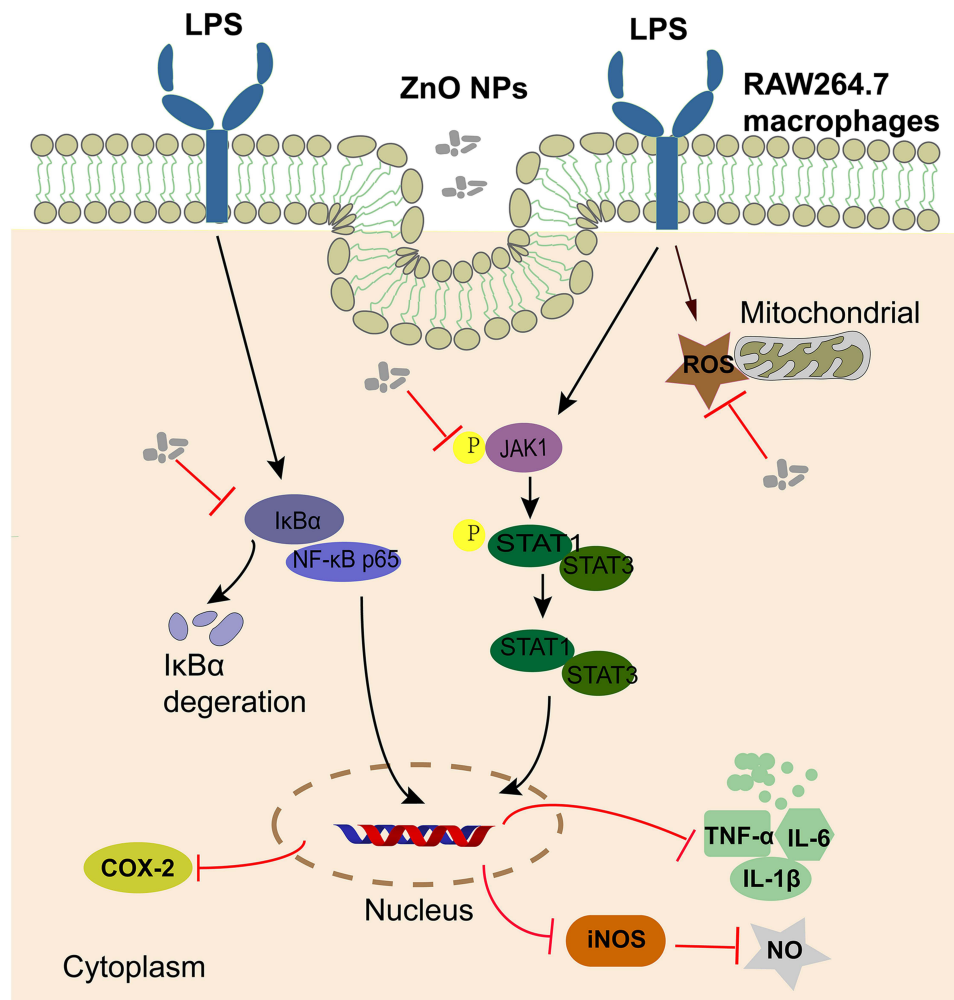 LPS
LPS
ZnO NPs
RAW264.7
macrophages
Mitochondrial
ROS
P
JAK1
IκBα
NF-κB p65
P
STAT1
STAT3
IκBα
degeration
STAT1
STAT3
TNF-α
IL-6
IL-1β
COX-2
Nucleus
iNOS
NO
Cytoplasm